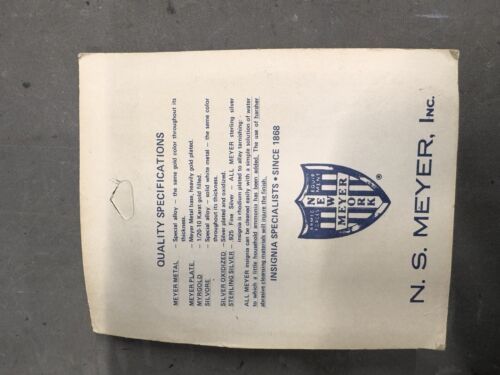 QUALITY SPECIFICATIONS
MEYER METAL - Special alloy - the same gold color throughout its
thickness.
MEYER PLATE - Meyer Metal base, heavily gold plated.
MYRGOLD - 1/20-10 Karat gold filled.
SILVORE - Special alloy - solid white metal - the same color
throughout its thickness.
SILVER OXIDIZED - Silver plated and oxidized.
STERLING SILVER - .925 Fine Silver - ALL MEYER sterling silver
insignia is rhodium plated to allay tarnishing.
ALL MEYER insignia can be cleaned easily with a simple solution of water
to which a little household ammonia has been added. The use of harsher
abrasive cleansing materials will injure the finish.
INSIGNIA SPECIALISTS • SINCE 1868
NEW
MEYER
YORK
®
N. S. MEYER, INC.